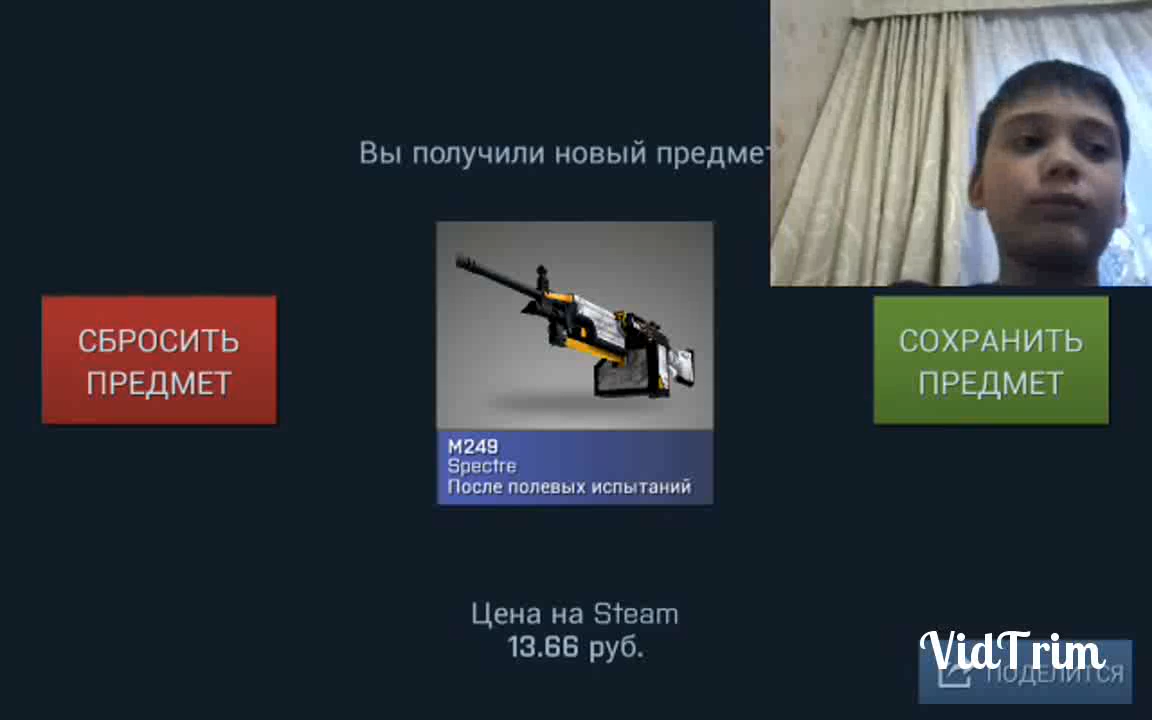 Вы получили новый предмет
СБРОСИТЬ
ПРЕДМЕТ
СОХРАНИТЬ
ПРЕДМЕТ
M249
Spectre
После полевых испытаний
Цена на Steam
13.66 руб.
VidTrim
ПОДЕЛИТСЯ